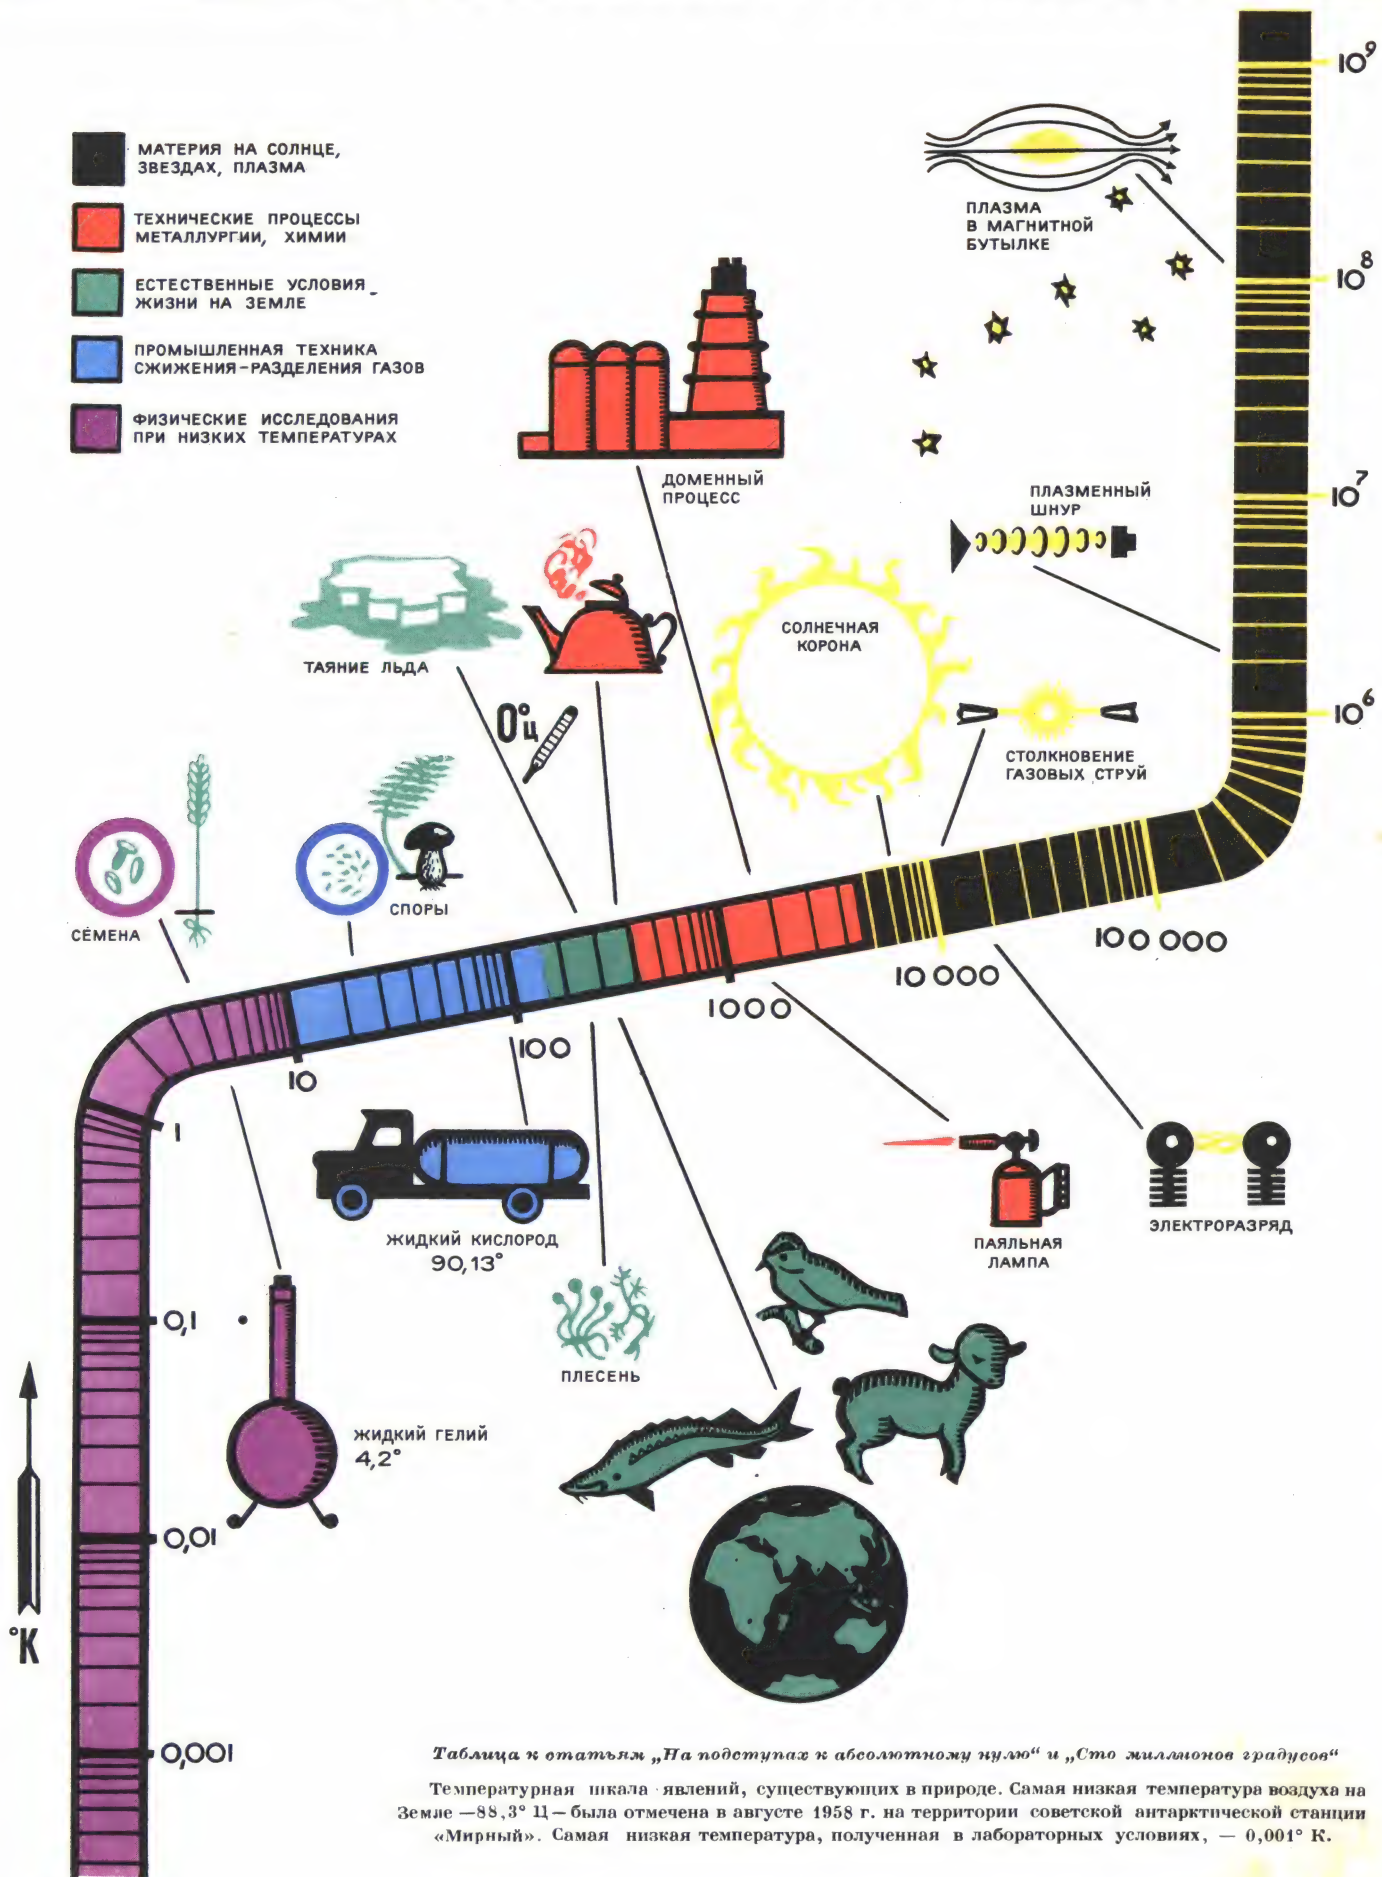 МАТЕРИЯ НА СОЛНЦЕ,
ЗВЕЗДАХ, ПЛАЗМА
ТЕХНИЧЕСКИЕ ПРОЦЕССЫ
МЕТАЛЛУРГИИ, ХИМИИ
ЕСТЕСТВЕННЫЕ УСЛОВИЯ
ЖИЗНИ НА ЗЕМЛЕ
ПРОМЫШЛЕННАЯ ТЕХНИКА
СЖИЖЕНИЯ-РАЗДЕЛЕНИЯ ГАЗОВ
ФИЗИЧЕСКИЕ ИССЛЕДОВАНИЯ
ПРИ НИЗКИХ ТЕМПЕРАТУРАХ
10⁹
ПЛАЗМА
В МАГНИТНОЙ
БУТЫЛКЕ
10⁸
ДОМЕННЫЙ
ПРОЦЕСС
ПЛАЗМЕННЫЙ
ШНУР
10⁷
ТАЯНИЕ ЛЬДА
СОЛНЕЧНАЯ
КОРОНА
0°ц
10⁶
СТОЛКНОВЕНИЕ
ГАЗОВЫХ СТРУЙ
СЕМЕНА
СПОРЫ
100 000
10 000
1000
100
10
1
ЖИДКИЙ КИСЛОРОД
90,13°
ПАЯЛЬНАЯ
ЛАМПА
ЭЛЕКТРОРАЗРЯД
0,1
ПЛЕСЕНЬ
ЖИДКИЙ ГЕЛИЙ
4,2°
0,01
°К
0,001
Таблица к статьям „На подступах к абсолютному нулю“ и „Сто миллионов градусов“
Температурная шкала явлений, существующих в природе. Самая низкая температура воздуха на
Земле —88,3° Ц — была отмечена в августе 1958 г. на территории советской антарктической станции
«Мирный». Самая низкая температура, полученная в лабораторных условиях, — 0,001° К.